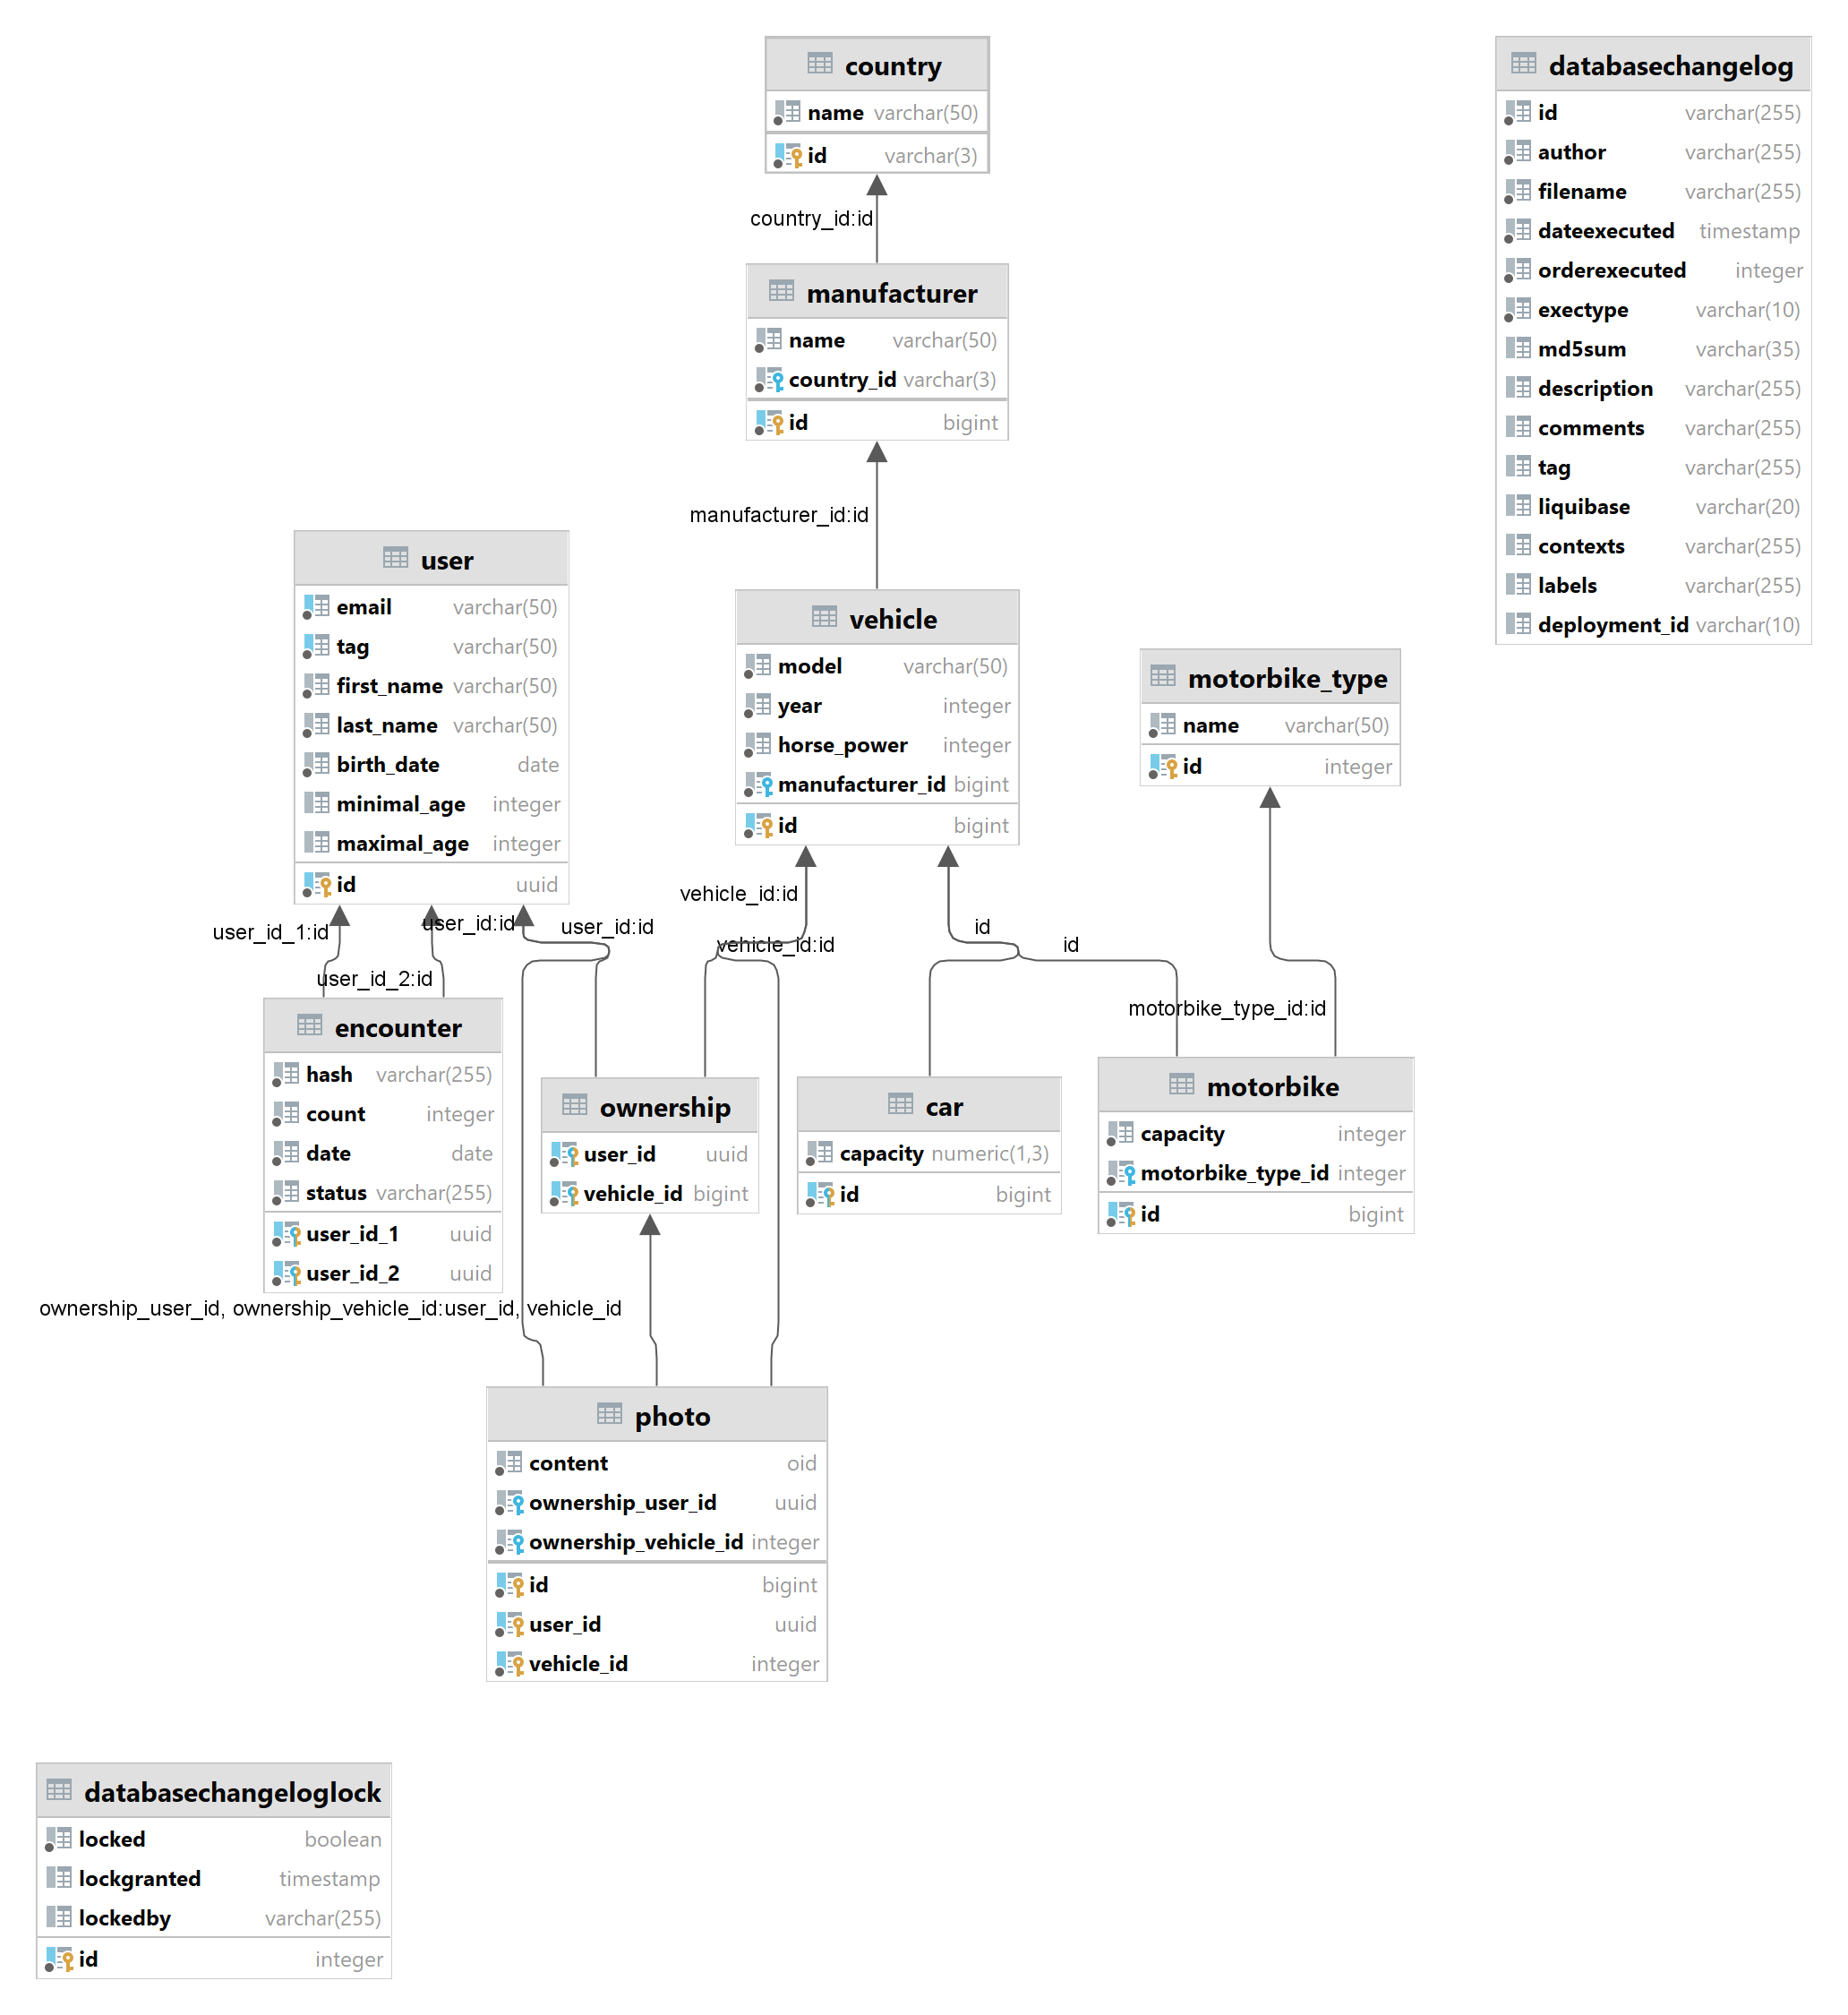 country
name varchar(50)
id varchar(3)
country_id:id
manufacturer
name varchar(50)
country_id varchar(3)
id bigint
manufacturer_id:id
databasechangelog
id varchar(255)
author varchar(255)
filename varchar(255)
dateexecuted timestamp
orderexecuted integer
exectype varchar(10)
md5sum varchar(35)
description varchar(255)
comments varchar(255)
tag varchar(255)
liquibase varchar(20)
contexts varchar(255)
labels varchar(255)
deployment_id varchar(10)
user
email varchar(50)
tag varchar(50)
first_name varchar(50)
last_name varchar(50)
birth_date date
minimal_age integer
maximal_age integer
id uuid
vehicle
model varchar(50)
year integer
horse_power integer
manufacturer_id bigint
id bigint
motorbike_type
name varchar(50)
id integer
user_id_1:id
user_id:id
user_id:id
vehicle_id:id
vehicle_id:id
id
id
user_id_2:id
motorbike_type_id:id
encounter
hash varchar(255)
count integer
date date
status varchar(255)
user_id_1 uuid
user_id_2 uuid
ownership
user_id uuid
vehicle_id bigint
car
capacity numeric(1,3)
id bigint
motorbike
capacity integer
motorbike_type_id integer
id bigint
ownership_user_id, ownership_vehicle_id:user_id, vehicle_id
photo
content oid
ownership_user_id uuid
ownership_vehicle_id integer
id bigint
user_id uuid
vehicle_id integer
databasechangeloglock
locked boolean
lockgranted timestamp
lockedby varchar(255)
id integer